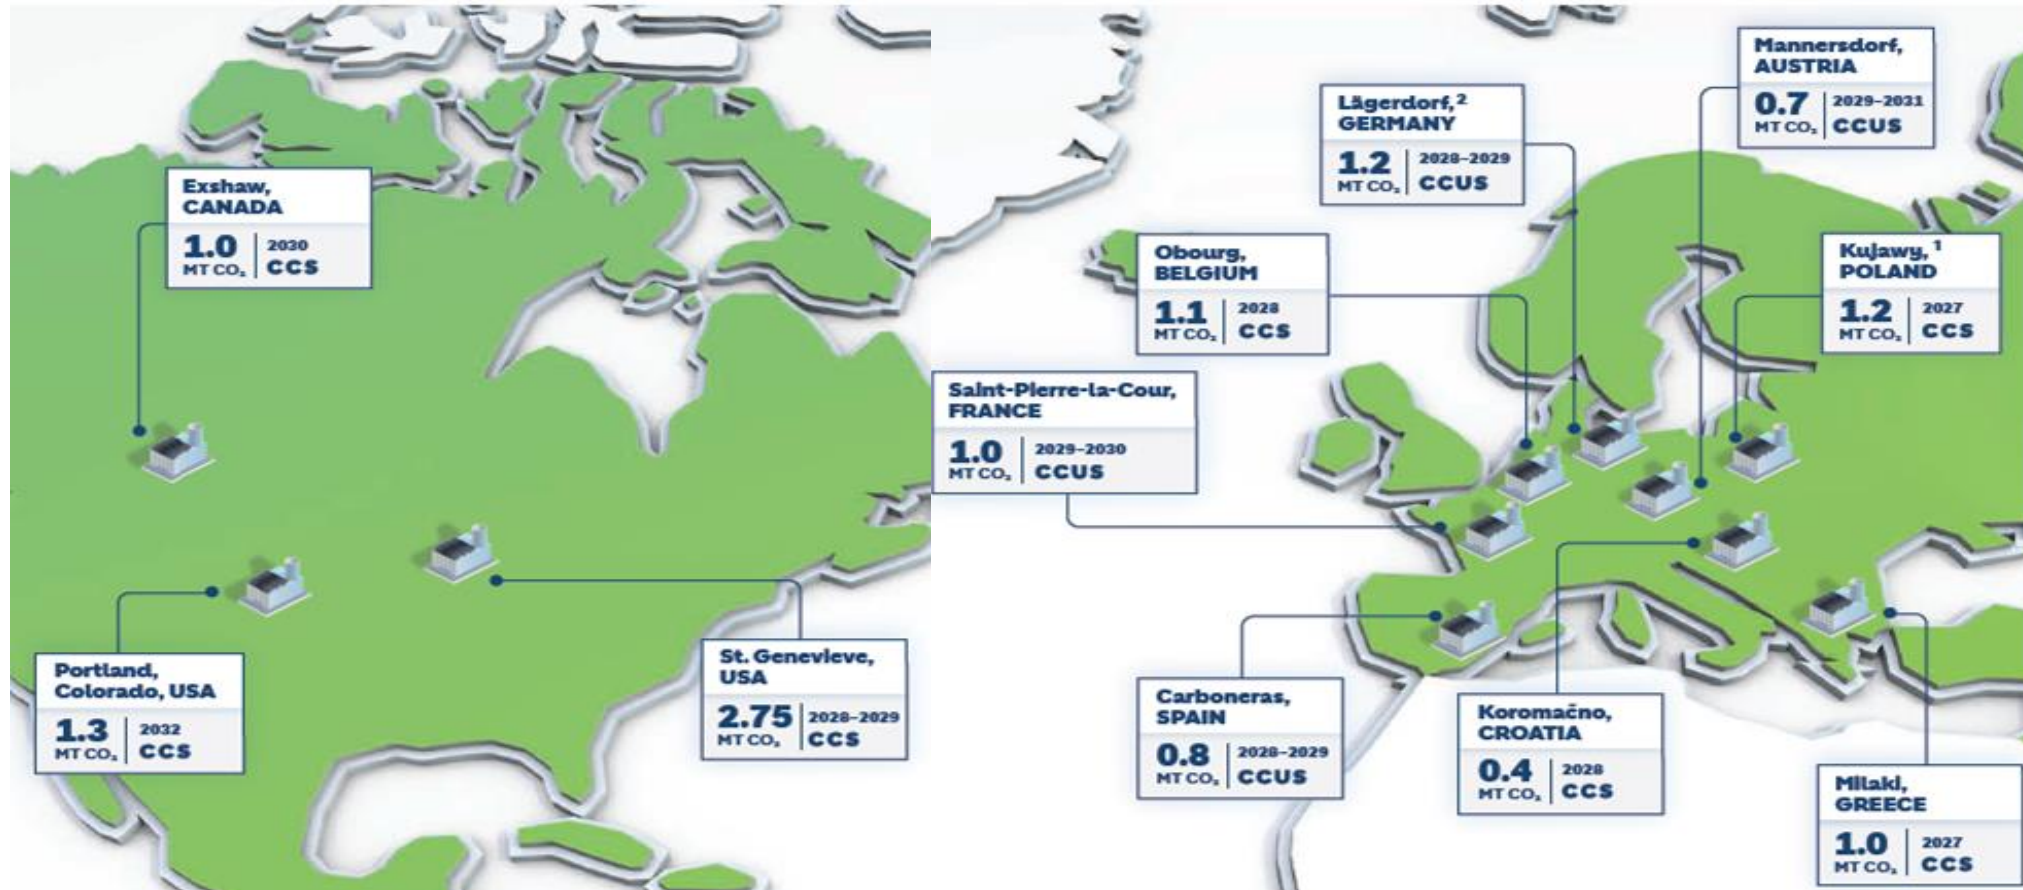 Exshaw,
CANADA
1.0
MT CO₂
2030
CCS
Portland,
Colorado, USA
1.3
MT CO₂
2032
CCS
St. Genevieve,
USA
2.75
MT CO₂
2028–2029
CCS
Mannersdorf,
AUSTRIA
0.7
MT CO₂
2029–2031
CCUS
Lägerdorf,²
GERMANY
1.2
MT CO₂
2028–2029
CCUS
Obourg,
BELGIUM
1.1
MT CO₂
2028
CCS
Kujawy, ¹
POLAND
1.2
MT CO₂
2027
CCS
Saint-Pierre-la-Cour,
FRANCE
1.0
MT CO₂
2029–2030
CCUS
Carboneras,
SPAIN
0.8
MT CO₂
2028–2029
CCUS
Koromačno,
CROATIA
0.4
MT CO₂
2028
CCS
Milaki,
GREECE
1.0
MT CO₂
2027
CCS